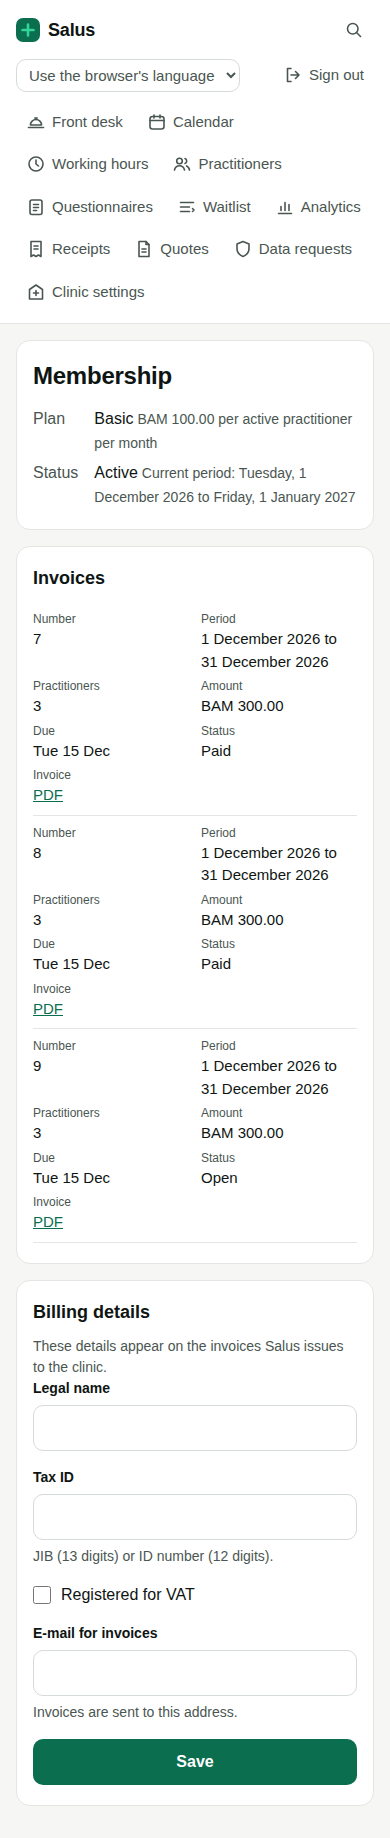 Salus
Use the browser's language
Sign out
Front desk
Calendar
Working hours
Practitioners
Questionnaires
Waitlist
Analytics
Receipts
Quotes
Data requests
Clinic settings
Membership
Plan
Basic BAM 100.00 per active practitioner
per month
Status
Active Current period: Tuesday, 1
December 2026 to Friday, 1 January 2027
Invoices
Number
Period
7
1 December 2026 to
31 December 2026
Practitioners
Amount
3
BAM 300.00
Due
Status
Tue 15 Dec
Paid
Invoice
PDF
Number
Period
8
1 December 2026 to
31 December 2026
Practitioners
Amount
3
BAM 300.00
Due
Status
Tue 15 Dec
Paid
Invoice
PDF
Number
Period
9
1 December 2026 to
31 December 2026
Practitioners
Amount
3
BAM 300.00
Due
Status
Tue 15 Dec
Open
Invoice
PDF
Billing details
These details appear on the invoices Salus issues
to the clinic.
Legal name
Tax ID
JIB (13 digits) or ID number (12 digits).
Registered for VAT
E-mail for invoices
Invoices are sent to this address.
Save